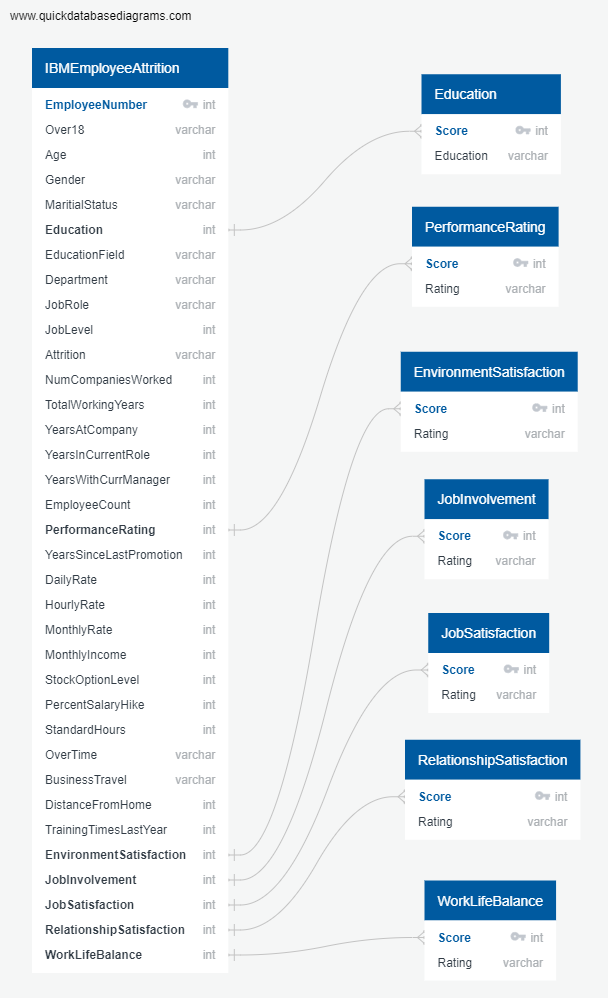 www.quickdatabasediagrams.com
IBMEmployeeAttrition
EmployeeNumber int
Over18 varchar
Age int
Gender varchar
MaritialStatus varchar
Education int
EducationField varchar
Department varchar
JobRole varchar
JobLevel int
Attrition varchar
NumCompaniesWorked int
TotalWorkingYears int
YearsAtCompany int
YearsInCurrentRole int
YearsWithCurrManager int
EmployeeCount int
PerformanceRating int
YearsSinceLastPromotion int
DailyRate int
HourlyRate int
MonthlyRate int
MonthlyIncome int
StockOptionLevel int
PercentSalaryHike int
StandardHours int
OverTime varchar
BusinessTravel varchar
DistanceFromHome int
TrainingTimesLastYear int
EnvironmentSatisfaction int
JobInvolvement int
JobSatisfaction int
RelationshipSatisfaction int
WorkLifeBalance int
Education
Score int
Education varchar
PerformanceRating
Score int
Rating varchar
EnvironmentSatisfaction
Score int
Rating varchar
JobInvolvement
Score int
Rating varchar
JobSatisfaction
Score int
Rating varchar
RelationshipSatisfaction
Score int
Rating varchar
WorkLifeBalance
Score int
Rating varchar